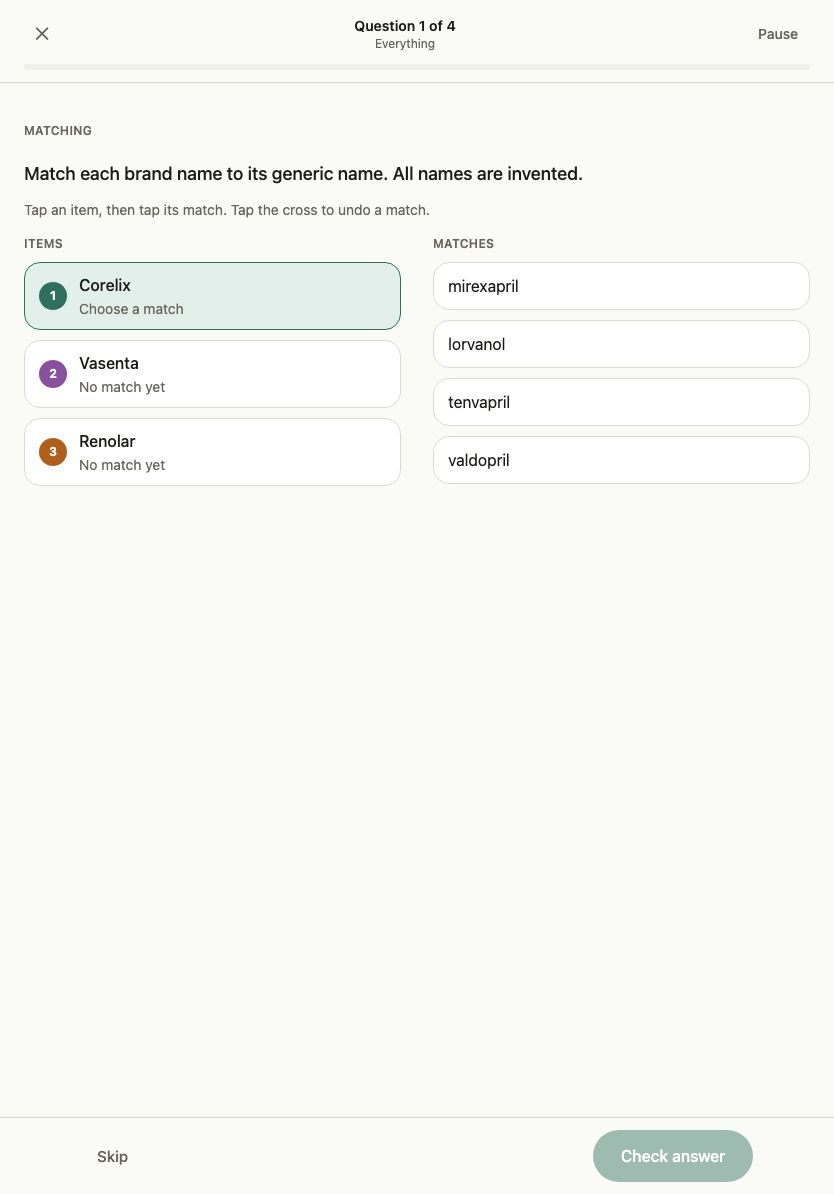 Question 1 of 4
Everything
Pause
MATCHING
Match each brand name to its generic name. All names are invented.
Tap an item, then tap its match. Tap the cross to undo a match.
ITEMS
1
Corelix
Choose a match
2
Vasenta
No match yet
3
Renolar
No match yet
MATCHES
mirexapril
lorvanol
tenvapril
valdopril
Skip
Check answer